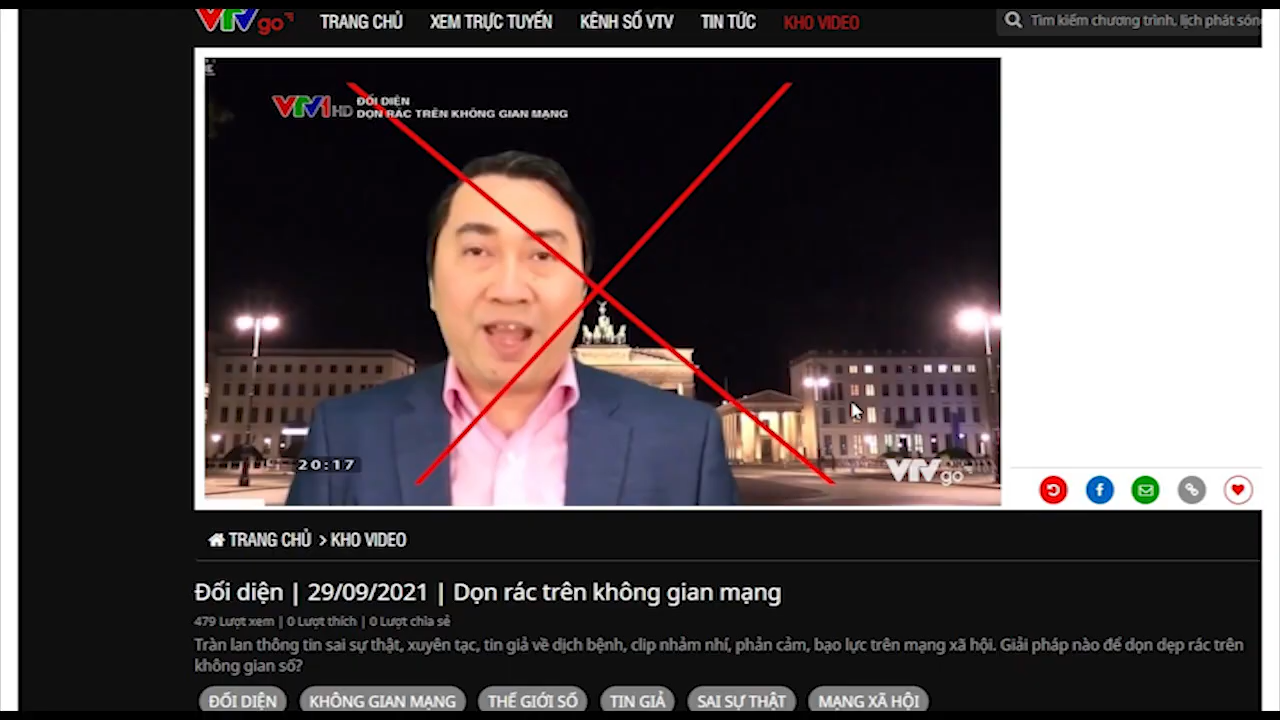 VTV go
TRANG CHỦ XEM TRỰC TUYẾN KÊNH SỐ VTV TIN TỨC KHO VIDEO
Tìm kiếm chương trình, lịch phát són
VTV1 HD
ĐỐI DIỆN
DỌN RÁC TRÊN KHÔNG GIAN MẠNG
20:17
VTV go
TRANG CHỦ > KHO VIDEO
Đối diện | 29/09/2021 | Dọn rác trên không gian mạng
479 Lượt xem | 0 Lượt thích | 0 Lượt chia sẻ
Tràn lan thông tin sai sự thật, xuyên tạc, tin giả về dịch bệnh, clip nhảm nhí, phản cảm, bạo lực trên mạng xã hội. Giải pháp nào để dọn dẹp rác trên
không gian số?
ĐỐI DIỆN KHÔNG GIAN MẠNG THẾ GIỚI SỐ TIN GIẢ SAI SỰ THẬT MẠNG XÃ HỘI